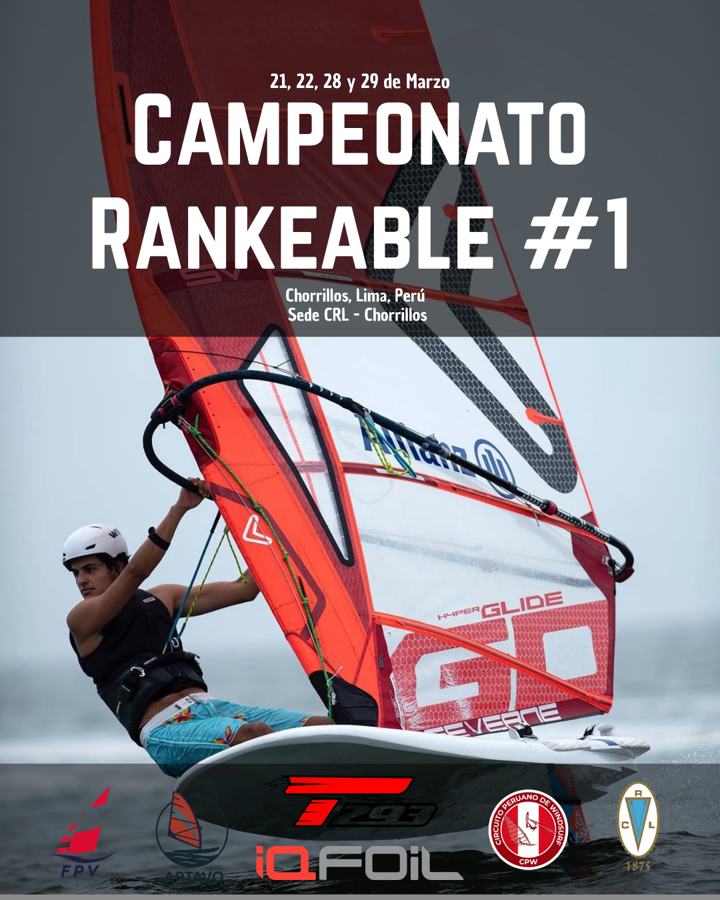 21, 22, 28 y 29 de Marzo
CAMPEONATO
RANKEABLE #1
SV
Chorrillos, Lima, Perú
Sede CRL - Chorrillos
Allianz
HYPER GLIDE
GO
SEVERNE
FPV
APTAVO
T293
iQFOiL
CIRCUITO PERUANO DE WINDSURF
CPW
C R L
1875